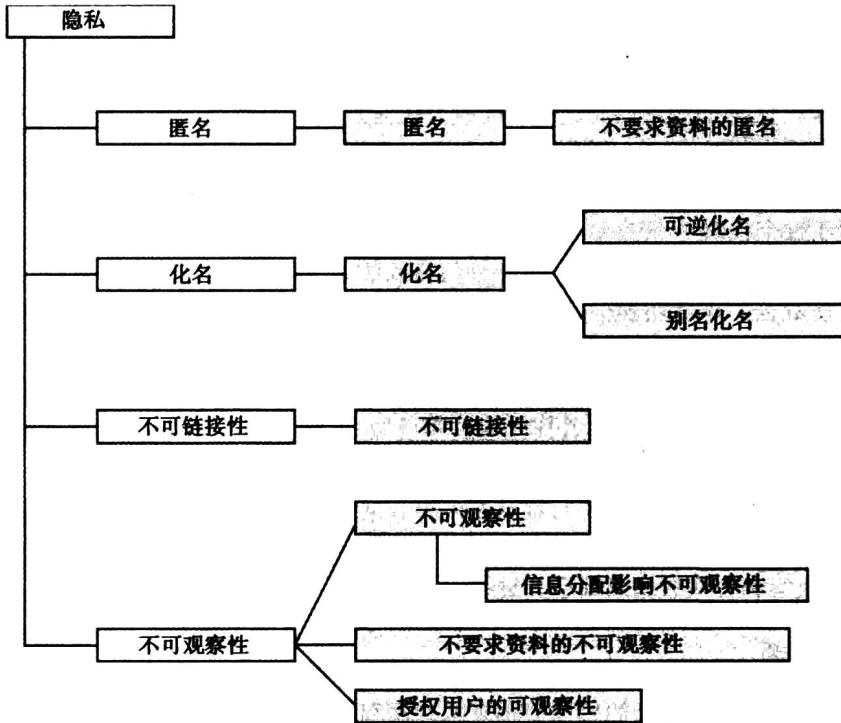 隐私
匿名
匿名
不要求资料的匿名
可逆化名
化名
化名
别名化名
不可链接性
不可链接性
不可观察性
信息分配影响不可观察性
不可观察性
不要求资料的不可观察性
授权用户的可观察性